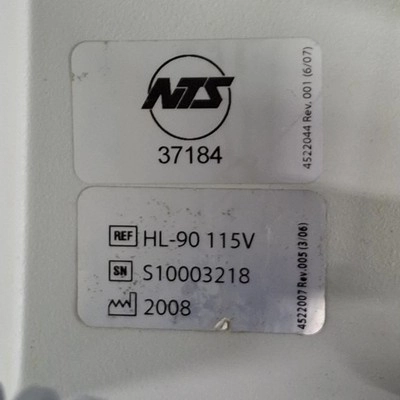 NTS
37184
4522044 Rev. 001 (6/07)
REF HL-90 115V
SN S10003218
2008
4522007 Rev.005 (3/06)